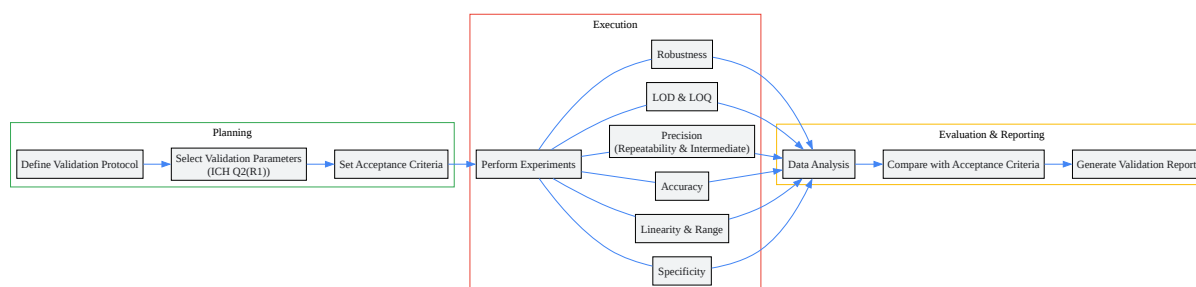 Planning
Define Validation Protocol
Select Validation Parameters
(ICH Q2(R1))
Set Acceptance Criteria
Execution
Perform Experiments
Robustness
LOD & LOQ
Precision
(Repeatability & Intermediate)
Accuracy
Linearity & Range
Specificity
Evaluation & Reporting
Data Analysis
Compare with Acceptance Criteria
Generate Validation Report